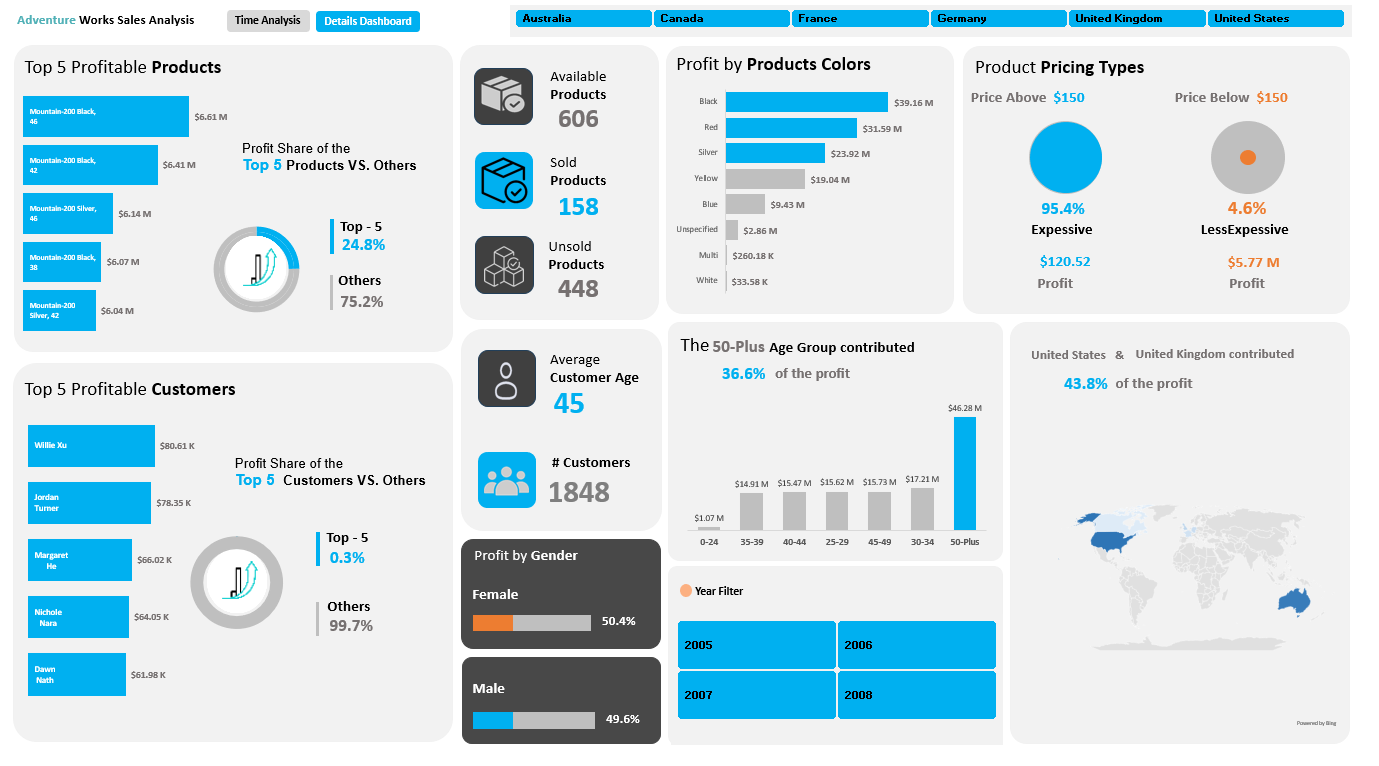 Adventure Works Sales Analysis
Time Analysis
Details Dashboard
Australia
Canada
France
Germany
United Kingdom
United States
Top 5 Profitable Products
Mountain-200 Black,
46
$6.61 M
Mountain-200 Black,
42
$6.41 M
Mountain-200 Silver,
46
$6.14 M
Mountain-200 Black,
38
$6.07 M
Mountain-200
Silver, 42
$6.04 M
Profit Share of the
Top 5 Products VS. Others
Top - 5
24.8%
Others
75.2%
Available
Products
606
Sold
Products
158
Unsold
Products
448
Profit by Products Colors
Black
$39.16 M
Red
$31.59 M
Silver
$23.92 M
Yellow
$19.04 M
Blue
$9.43 M
Unspecified
$2.86 M
Multi
$260.18 K
White
$33.58 K
Product Pricing Types
Price Above $150
Price Below $150
95.4%
Expessive
$120.52
Profit
4.6%
LessExpessive
$5.77 M
Profit
Top 5 Profitable Customers
Willie Xu
$80.61 K
Jordan
Turner
$78.35 K
Margaret
He
$66.02 K
Nichole
Nara
$64.05 K
Dawn
Nath
$61.98 K
Profit Share of the
Top 5 Customers VS. Others
Top - 5
0.3%
Others
99.7%
Average
Customer Age
45
# Customers
1848
Profit by Gender
Female
50.4%
Male
49.6%
The 50-Plus Age Group contributed
36.6% of the profit
$1.07 M
$14.91 M
$15.47 M
$15.62 M
$15.73 M
$17.21 M
$46.28 M
0-24
35-39
40-44
25-29
45-49
30-34
50-Plus
Year Filter
2005
2006
2007
2008
United States & United Kingdom contributed
43.8% of the profit
Powered by Bing